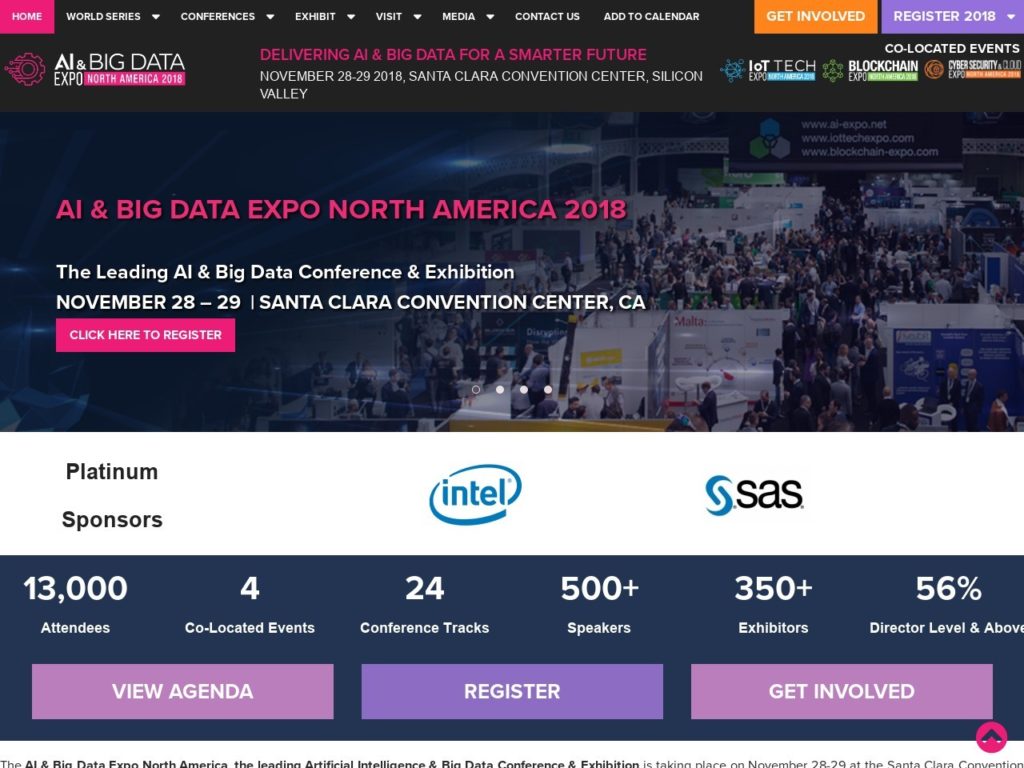 HOME WORLD SERIES CONFERENCES EXHIBIT VISIT MEDIA CONTACT US ADD TO CALENDAR GET INVOLVED REGISTER 2018
AI & BIG DATA
EXPO NORTH AMERICA 2018
DELIVERING AI & BIG DATA FOR A SMARTER FUTURE
NOVEMBER 28-29 2018, SANTA CLARA CONVENTION CENTER, SILICON
VALLEY
CO-LOCATED EVENTS
IoT TECH
EXPO NORTH AMERICA 2018
BLOCKCHAIN
EXPO NORTH AMERICA 2018
CYBER SECURITY & CLOUD
EXPO NORTH AMERICA 2018
www.ai-expo.net
www.iottechexpo.com
www.blockchain-expo.com
AI & BIG DATA EXPO NORTH AMERICA 2018
The Leading AI & Big Data Conference & Exhibition
NOVEMBER 28 – 29 | SANTA CLARA CONVENTION CENTER, CA
CLICK HERE TO REGISTER
Malta:
Platinum
Sponsors
intel
sas
13,000 4 24 500+ 350+ 56%
Attendees Co-Located Events Conference Tracks Speakers Exhibitors Director Level & Above
VIEW AGENDA REGISTER GET INVOLVED
The AI & Big Data Expo North America, the leading Artificial Intelligence & Big Data Conference & Exhibition is taking place on November 28-29 at the Santa Clara Convention